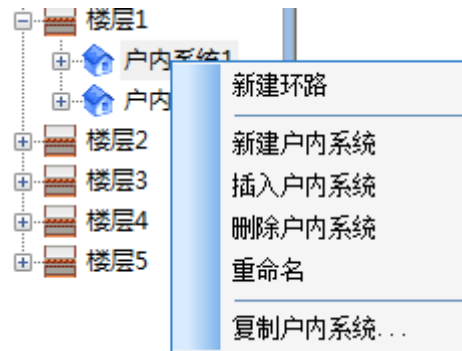 楼层1
户内系统1
户内
楼层2
楼层3
楼层4
楼层5
新建环路
新建户内系统
插入户内系统
删除户内系统
重命名
复制户内系统...